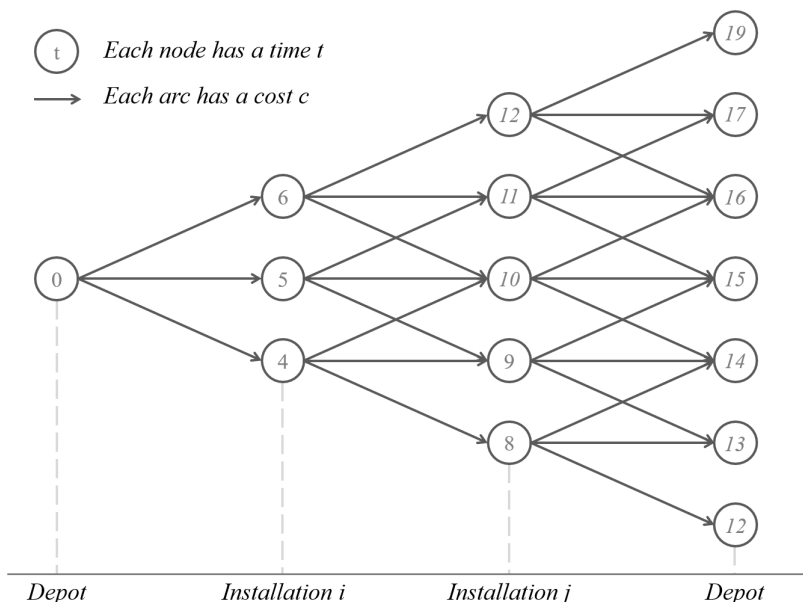 19
t Each node has a time t
Each arc has a cost c
12 17
6 11 16
0 5 10 15
4 9 14
8 13
12
Depot Installation i Installation j Depot